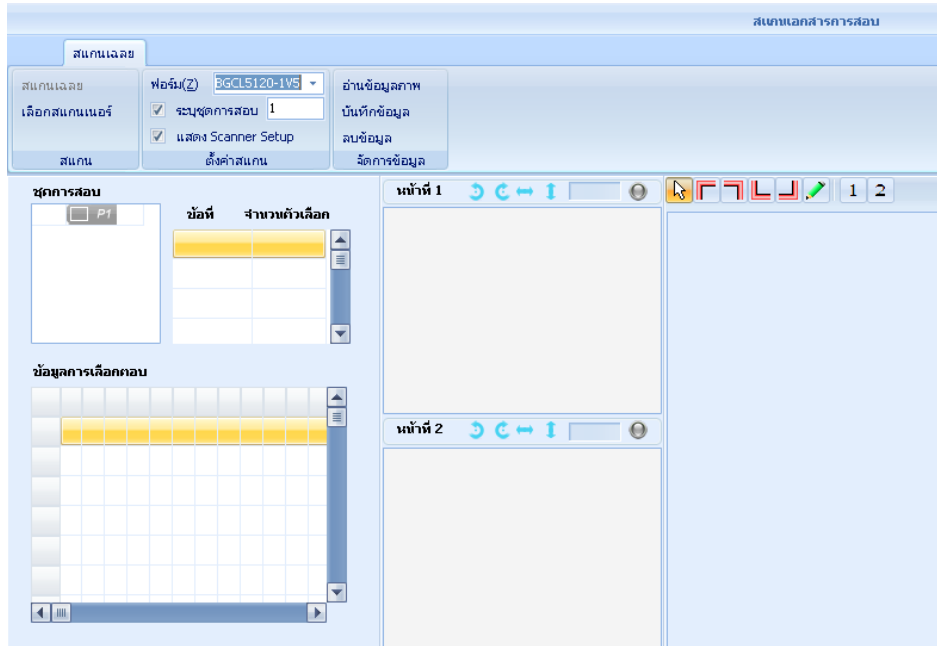 สแกนเอกสารการสอบ
สแกนเฉลย
สแกนเฉลย
เลือกสแกนเนอร์
สแกน
ฟอร์ม(Z) BGCL5120-1V5
ระบุชุดการสอบ 1
แสดง Scanner Setup
ตั้งค่าสแกน
อ่านข้อมูลภาพ
บันทึกข้อมูล
ลบข้อมูล
จัดการข้อมูล
ชุดการสอบ
P1
ข้อที่ จำนวนตัวเลือก
ข้อมูลการเลือกตอบ
หน้าที่ 1
หน้าที่ 2
1 2